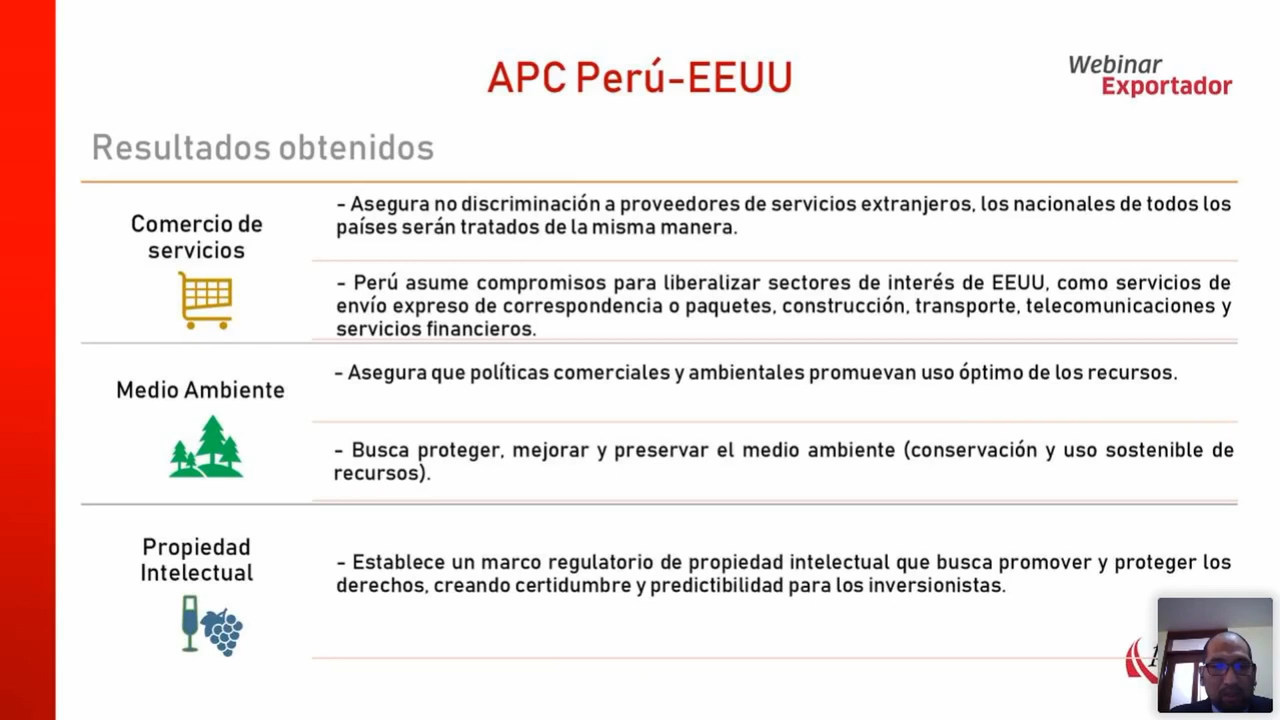 APC Perú-EEUU
Webinar
Exportador
Resultados obtenidos
Comercio de
servicios
- Asegura no discriminación a proveedores de servicios extranjeros, los nacionales de todos los
países serán tratados de la misma manera.
- Perú asume compromisos para liberalizar sectores de interés de EEUU, como servicios de
envío expreso de correspondencia o paquetes, construcción, transporte, telecomunicaciones y
servicios financieros.
Medio Ambiente
- Asegura que políticas comerciales y ambientales promuevan uso óptimo de los recursos.
- Busca proteger, mejorar y preservar el medio ambiente (conservación y uso sostenible de
recursos).
Propiedad
Intelectual
- Establece un marco regulatorio de propiedad intelectual que busca promover y proteger los
derechos, creando certidumbre y predictibilidad para los inversionistas.